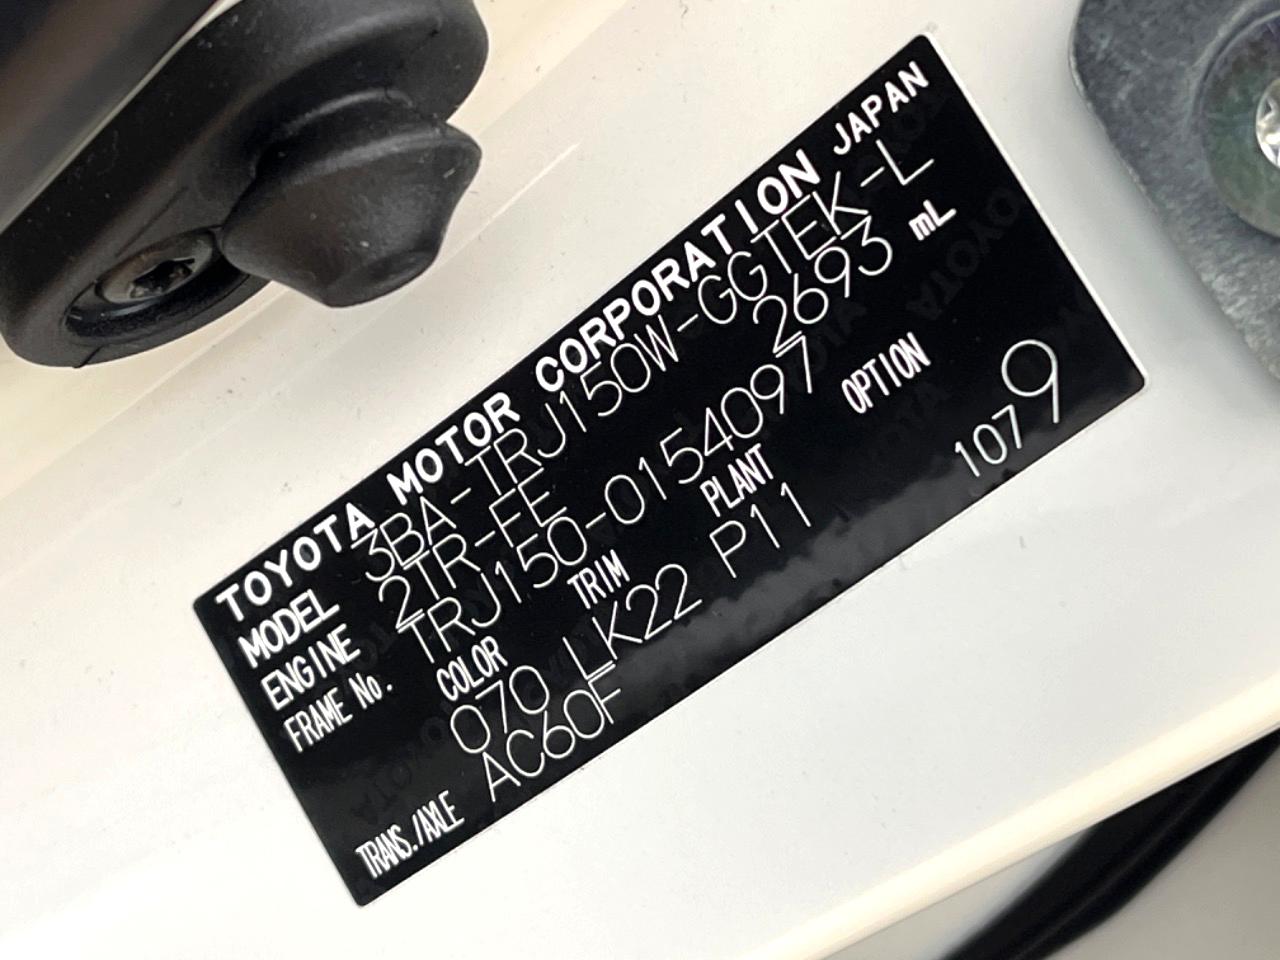 TOYOTA MOTOR CORPORATION JAPAN
MODEL 3BA-TRJ150W-GGTEK-L
ENGINE 2TR-FE 2693 mL
FRAME No. TRJ150-0154097
COLOR TRIM PLANT OPTION
070 LK22 P11
TRANS./AXLE AC60F
1079